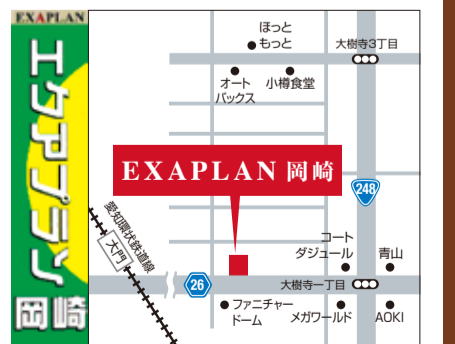 EXAPLAN
エクアプラン
岡崎
ほっと
もっと
大樹寺3丁目
オート
バックス
小樽食堂
EXAPLAN 岡崎
248
愛知環状鉄道線
大門
コート
ダジュール
青山
26
大樹寺一丁目
ファニチャー
ドーム
メガワールド
AOKI